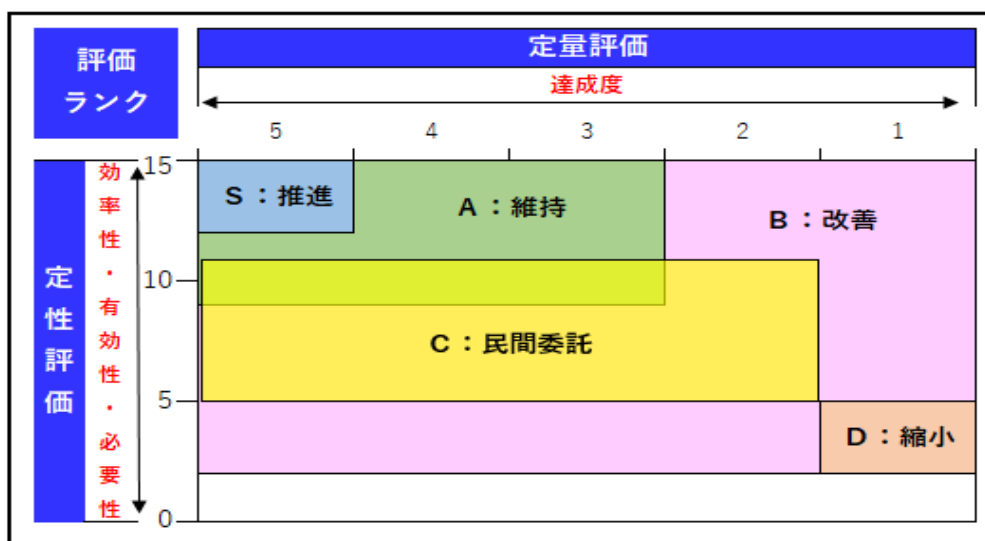 評価
ランク
定量評価
達成度
5 4 3 2 1
定性評価
効率性・有効性・必要性
15
10
5
0
S：推進
A：維持
B：改善
C：民間委託
D：縮小